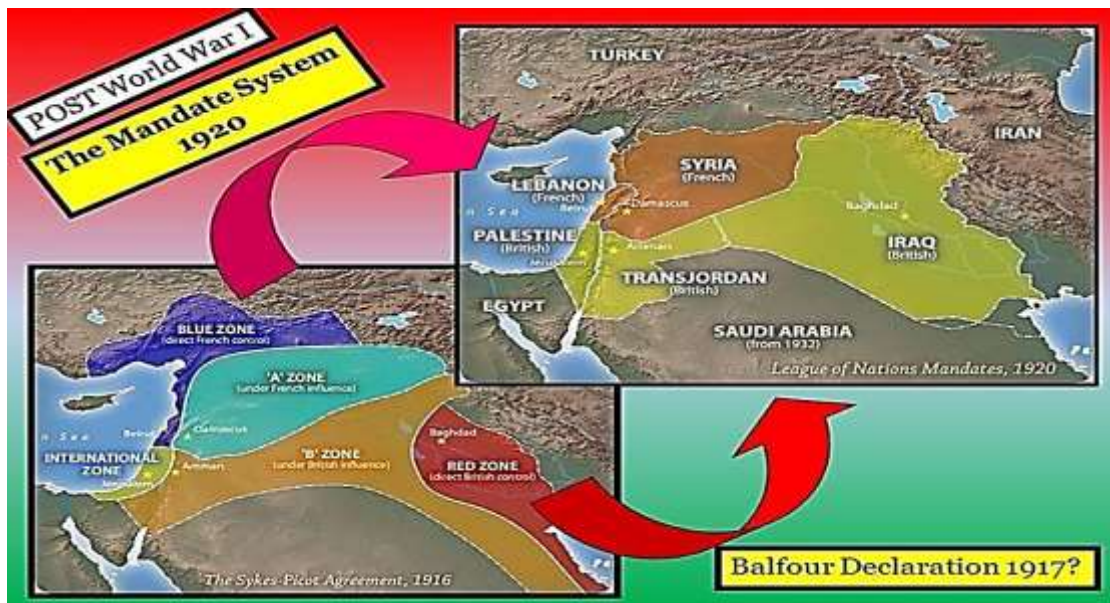 POST World War I
The Mandate System
1920
TURKEY
IRAN
SYRIA
(French)
LEBANON
(French)
Beirut
Damascus
n Sea
Baghdad
PALESTINE
(British)
Jerusalem
Amman
IRAQ
(British)
TRANSJORDAN
(British)
EGYPT
SAUDI ARABIA
(from 1932)
League of Nations Mandates, 1920
BLUE ZONE
(direct French control)
'A' ZONE
(under French influence)
n Sea
Beirut
Damascus
Baghdad
INTERNATIONAL
ZONE
Amman
Jerusalem
'B' ZONE
(under British influence)
RED ZONE
(direct British control)
The Sykes-Picot Agreement, 1916
Balfour Declaration 1917?